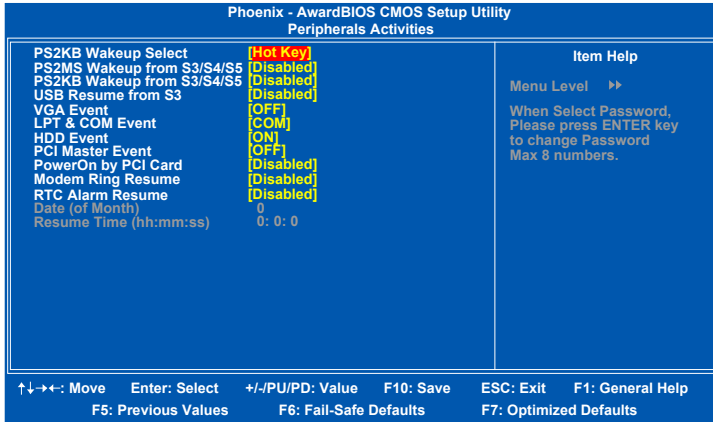 Phoenix - AwardBIOS CMOS Setup Utility
Peripherals Activities
PS2KB Wakeup Select [Hot Key]
PS2MS Wakeup from S3/S4/S5 [Disabled]
PS2KB Wakeup from S3/S4/S5 [Disabled]
USB Resume from S3 [Disabled]
VGA Event [OFF]
LPT & COM Event [COM]
HDD Event [ON]
PCI Master Event [OFF]
PowerOn by PCI Card [Disabled]
Modem Ring Resume [Disabled]
RTC Alarm Resume [Disabled]
Date (of Month) 0
Resume Time (hh:mm:ss) 0: 0: 0
Item Help
Menu Level
When Select Password,
Please press ENTER key
to change Password
Max 8 numbers.
↑↓→←: Move Enter: Select +/-/PU/PD: Value F10: Save ESC: Exit F1: General Help
F5: Previous Values F6: Fail-Safe Defaults F7: Optimized Defaults